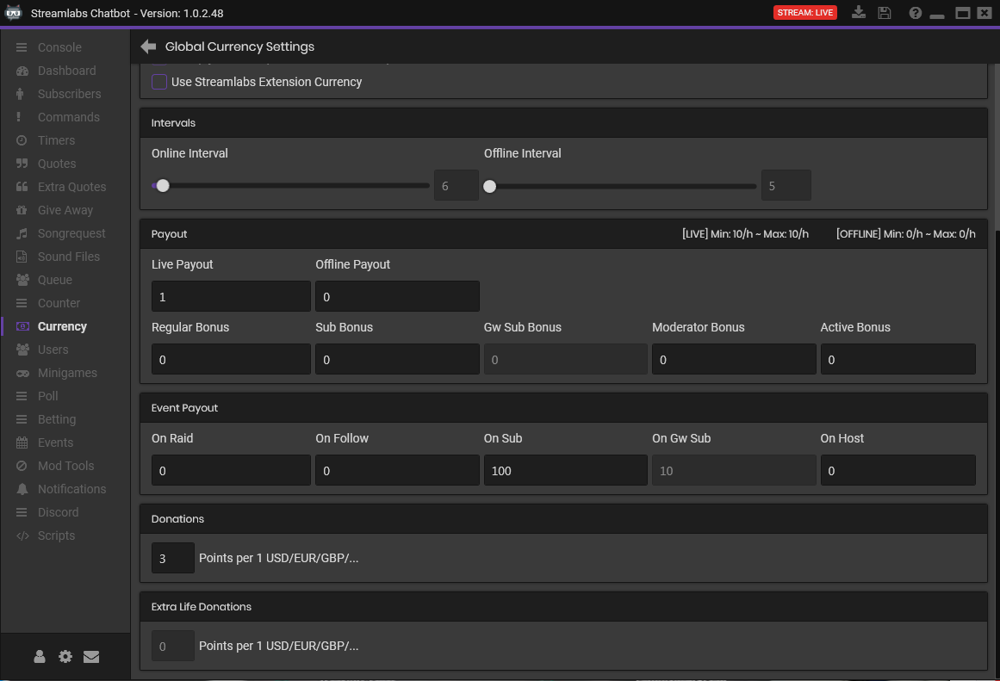 Streamlabs Chatbot - Version: 1.0.2.48
STREAM: LIVE
Console
Dashboard
Subscribers
Commands
Timers
Quotes
Extra Quotes
Give Away
Songrequest
Sound Files
Queue
Counter
Currency
Users
Minigames
Poll
Betting
Events
Mod Tools
Notifications
Discord
Scripts
Global Currency Settings
Use Streamlabs Extension Currency
Intervals
Online Interval Offline Interval
6 5
Payout [LIVE] Min: 10/h ~ Max: 10/h [OFFLINE] Min: 0/h ~ Max: 0/h
Live Payout Offline Payout
1 0
Regular Bonus Sub Bonus Gw Sub Bonus Moderator Bonus Active Bonus
0 0 0 0 0
Event Payout
On Raid On Follow On Sub On Gw Sub On Host
0 0 100 10 0
Donations
3 Points per 1 USD/EUR/GBP/...
Extra Life Donations
0 Points per 1 USD/EUR/GBP/...